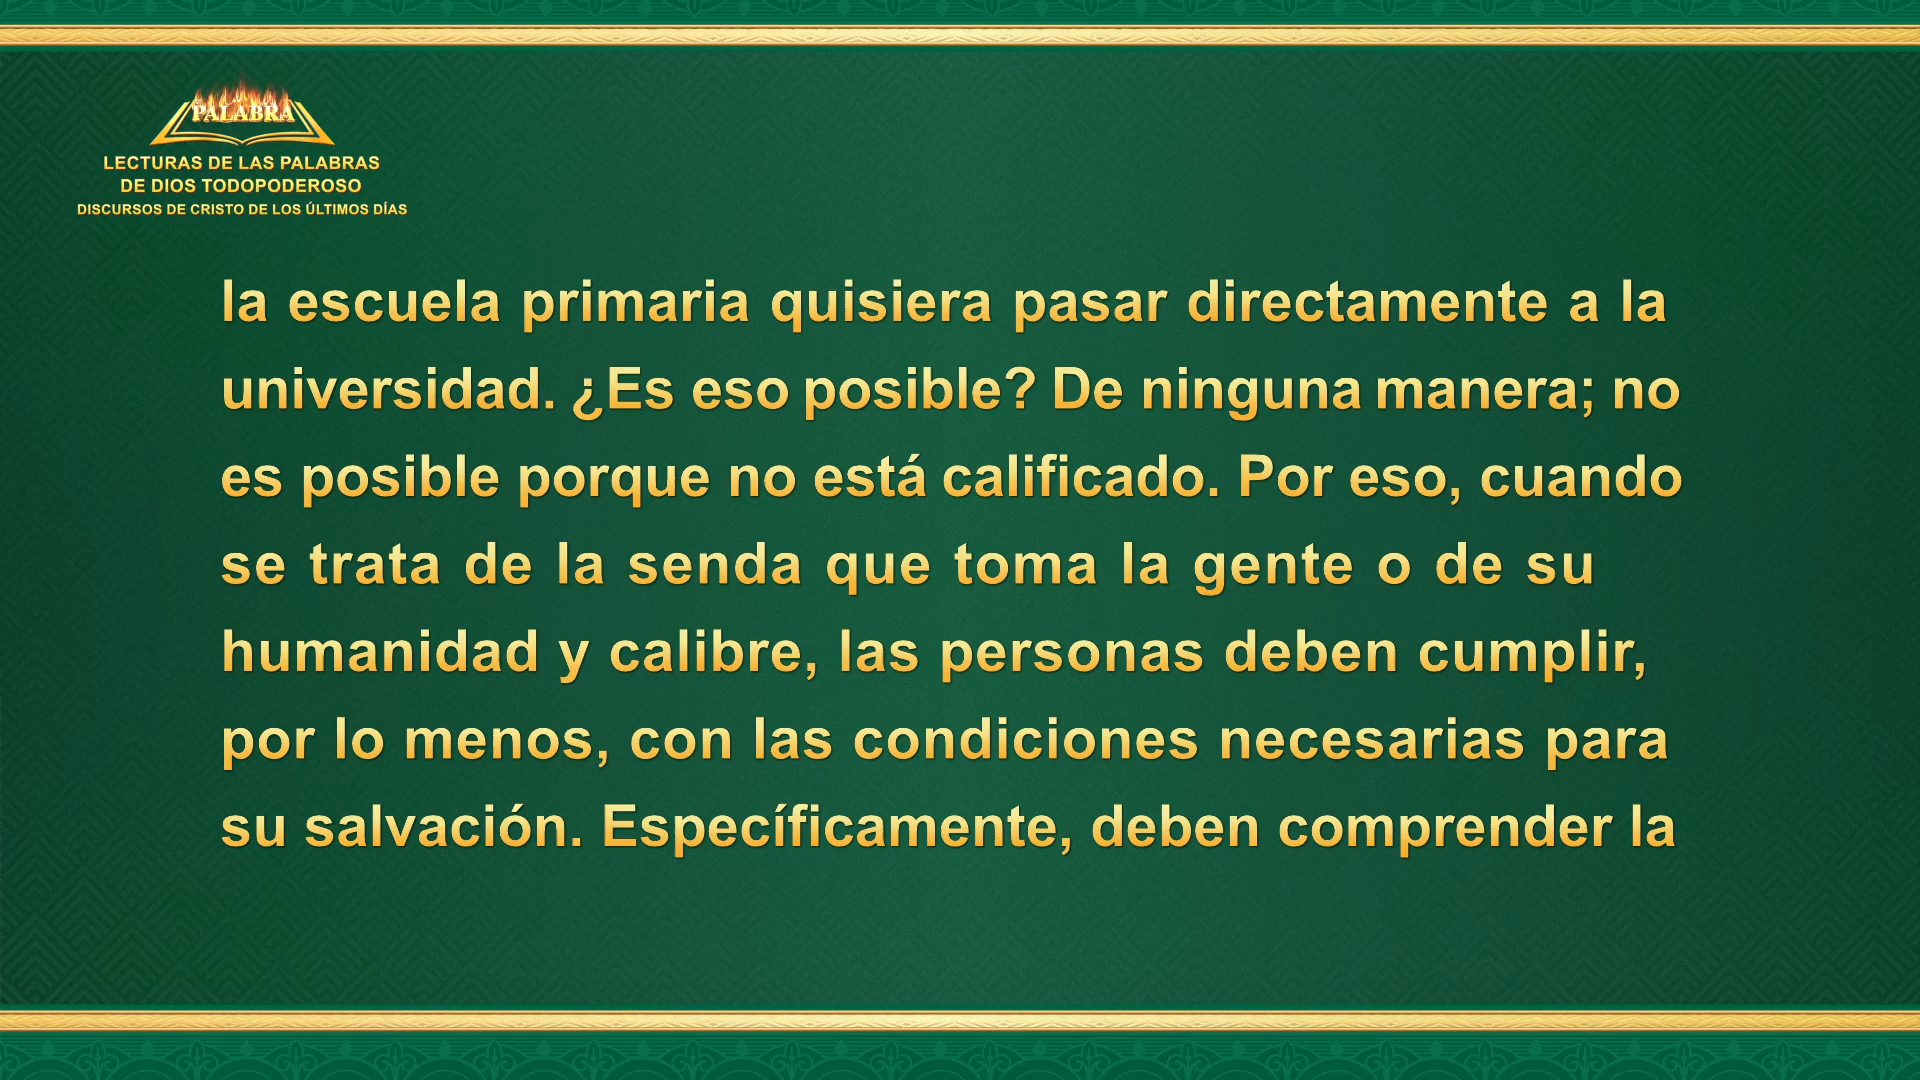 PALABRA
LECTURAS DE LAS PALABRAS
DE DIOS TODOPODEROSO
DISCURSOS DE CRISTO DE LOS ÚLTIMOS DÍAS
la escuela primaria quisiera pasar directamente a la
universidad. ¿Es eso posible? De ninguna manera; no
es posible porque no está calificado. Por eso, cuando
se trata de la senda que toma la gente o de su
humanidad y calibre, las personas deben cumplir,
por lo menos, con las condiciones necesarias para
su salvación. Específicamente, deben comprender la